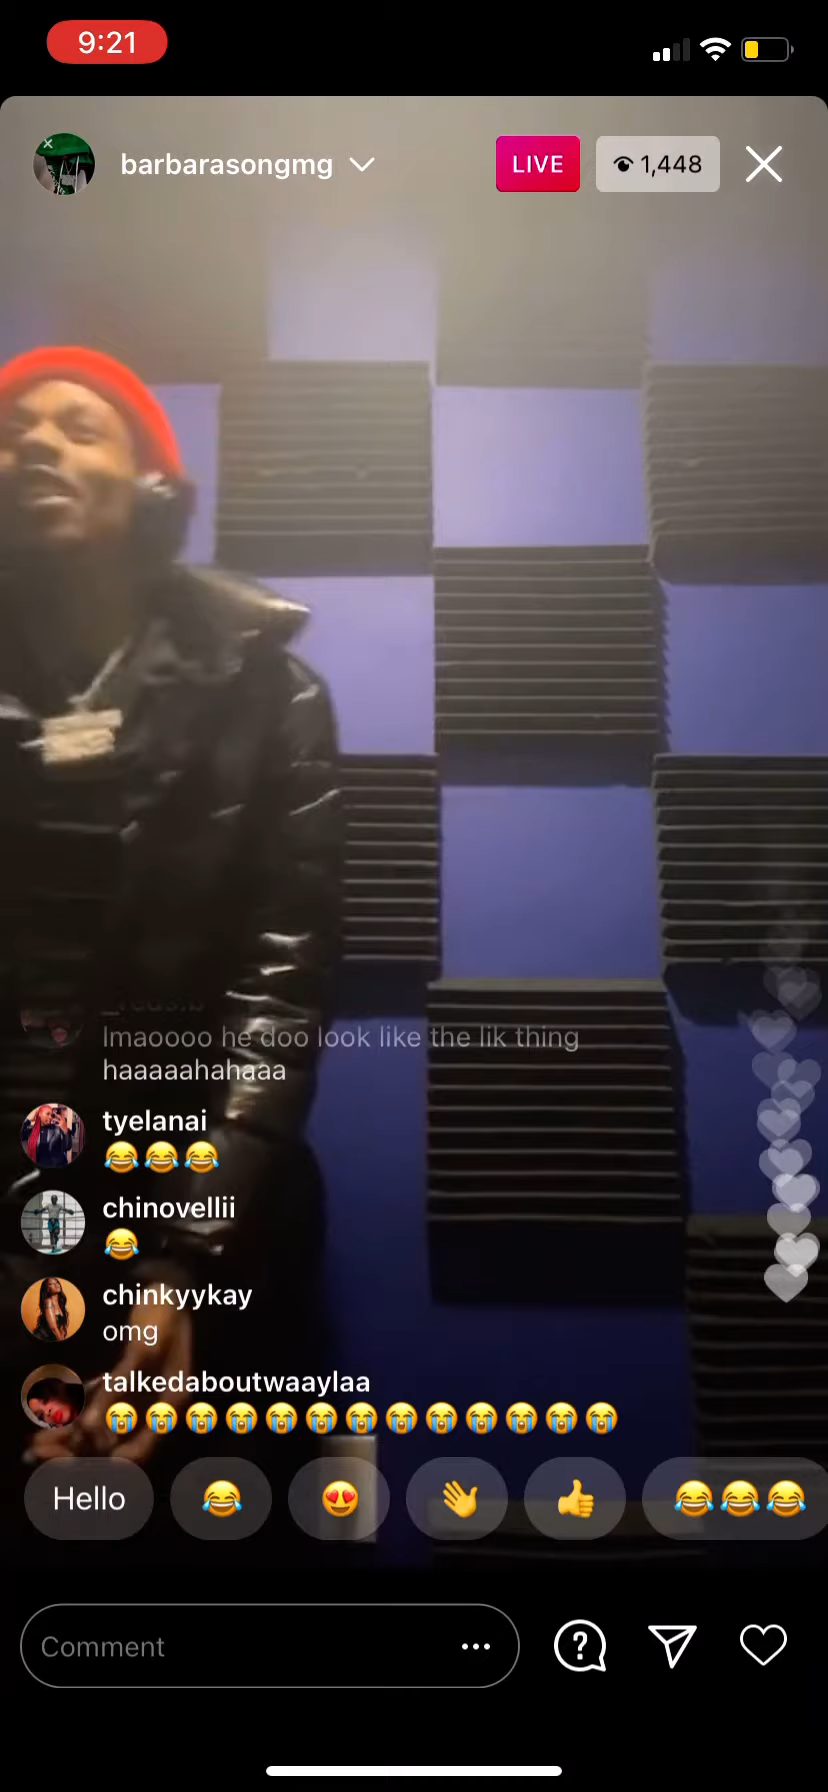 9:21
barbarasongmg
LIVE
1,448
lmaoooo he doo look like the lik thing
haaaaahahaaa
tyelanai
😂😂😂
chinovellii
😂
chinkyykay
omg
talkedaboutwaaylaa
😭😭😭😭😭😭😭😭😭😭😭😭😭
Hello 😂 😍 👋 👍 😂😂😂
Comment